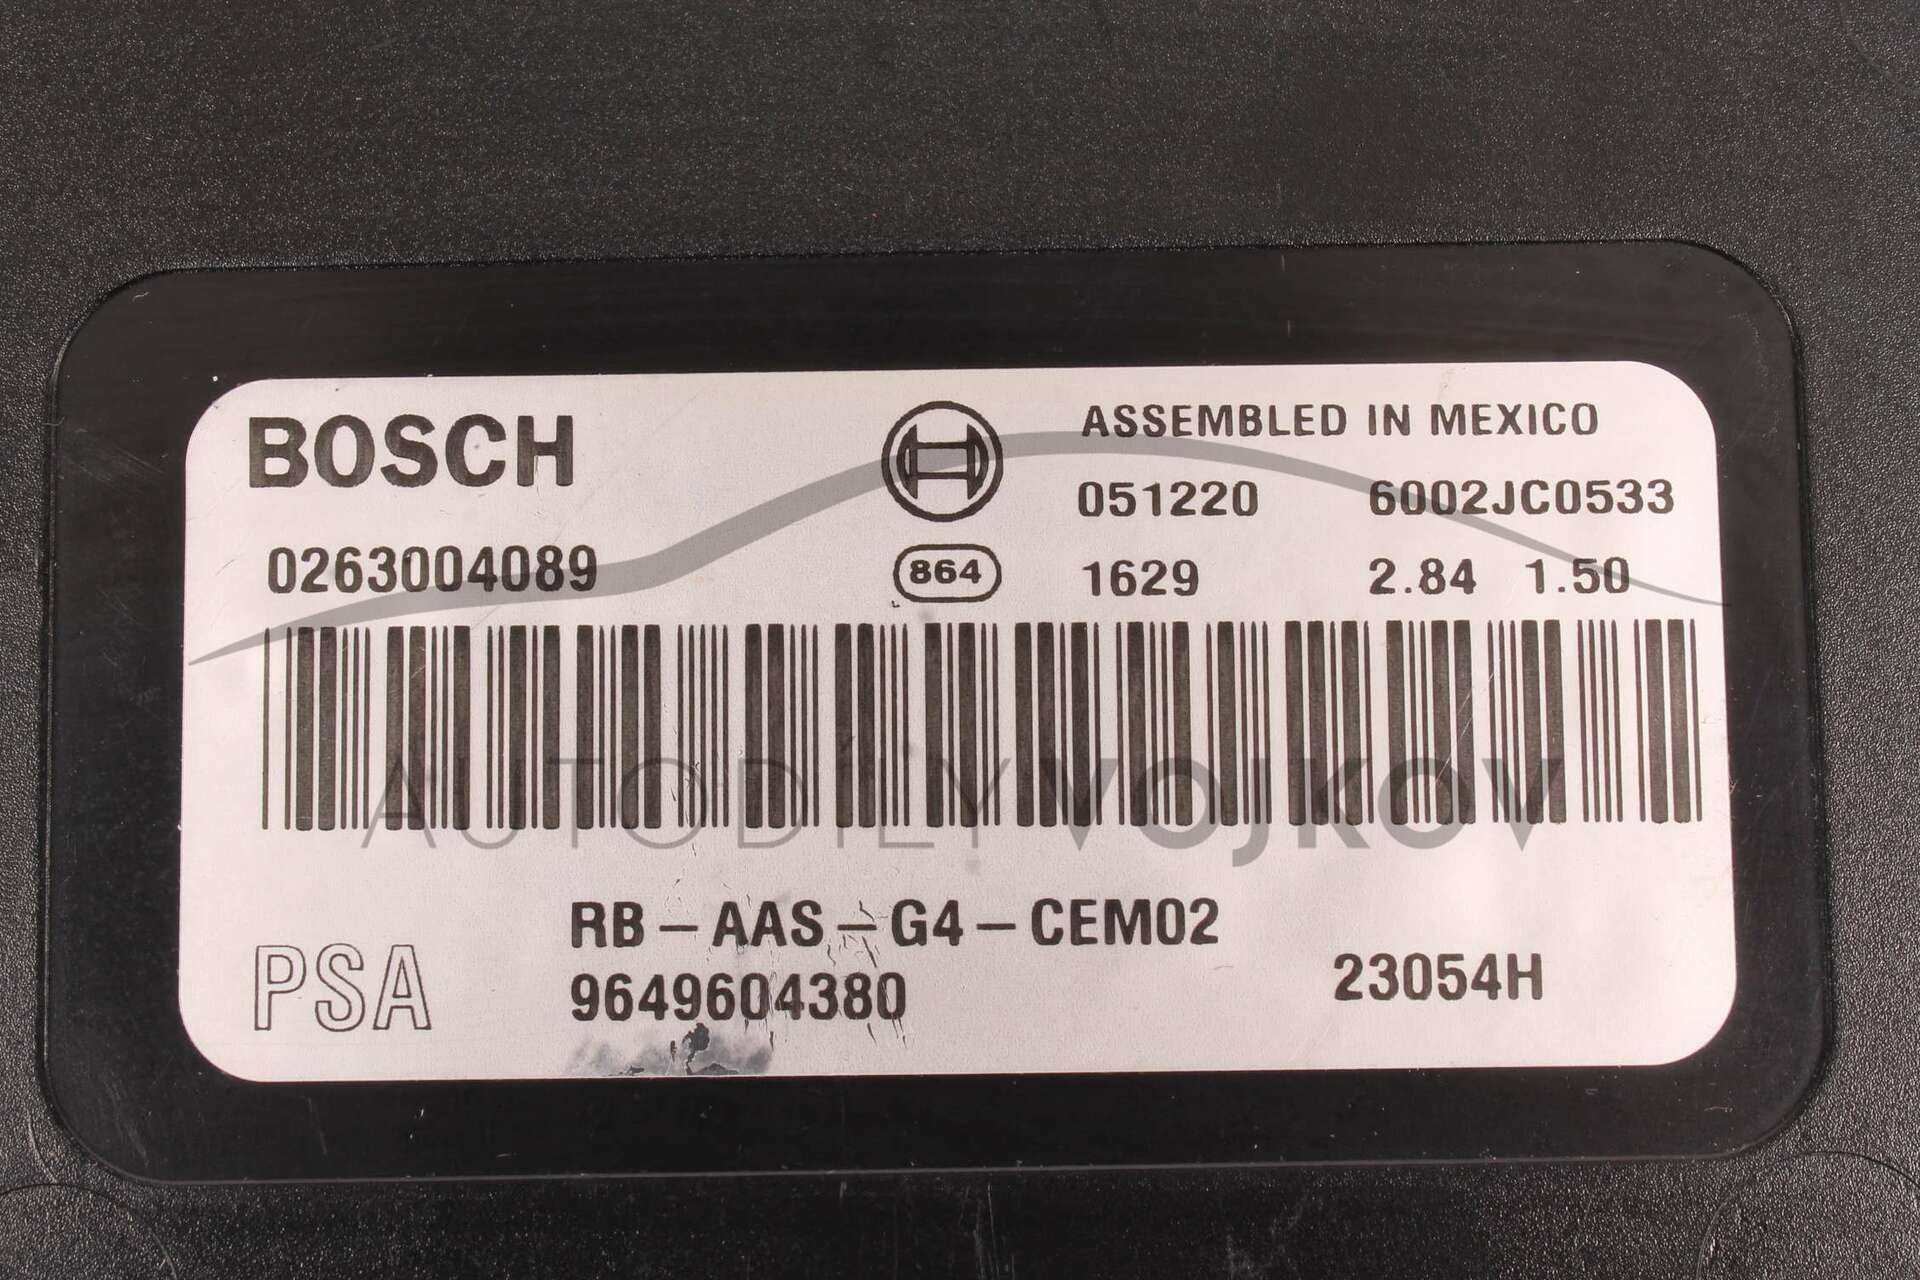 BOSCH
ASSEMBLED IN MEXICO
051220 6002JC0533
0263004089
864
1629 2.84 1.50
AUTODÍLY VOJKOV
RB-AAS-G4-CEM02
PSA
9649604380
23054H